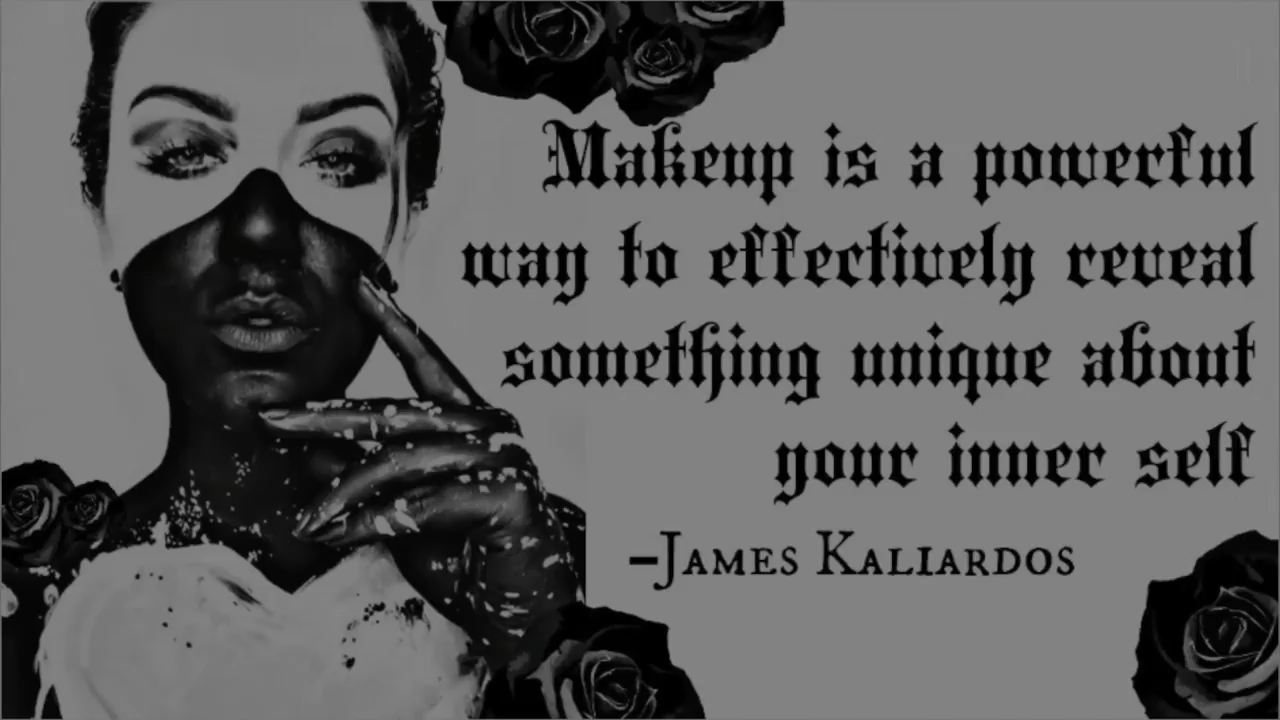 Makeup is a powerful
way to effectively reveal
something unique about
your inner self
-James Kaliardos